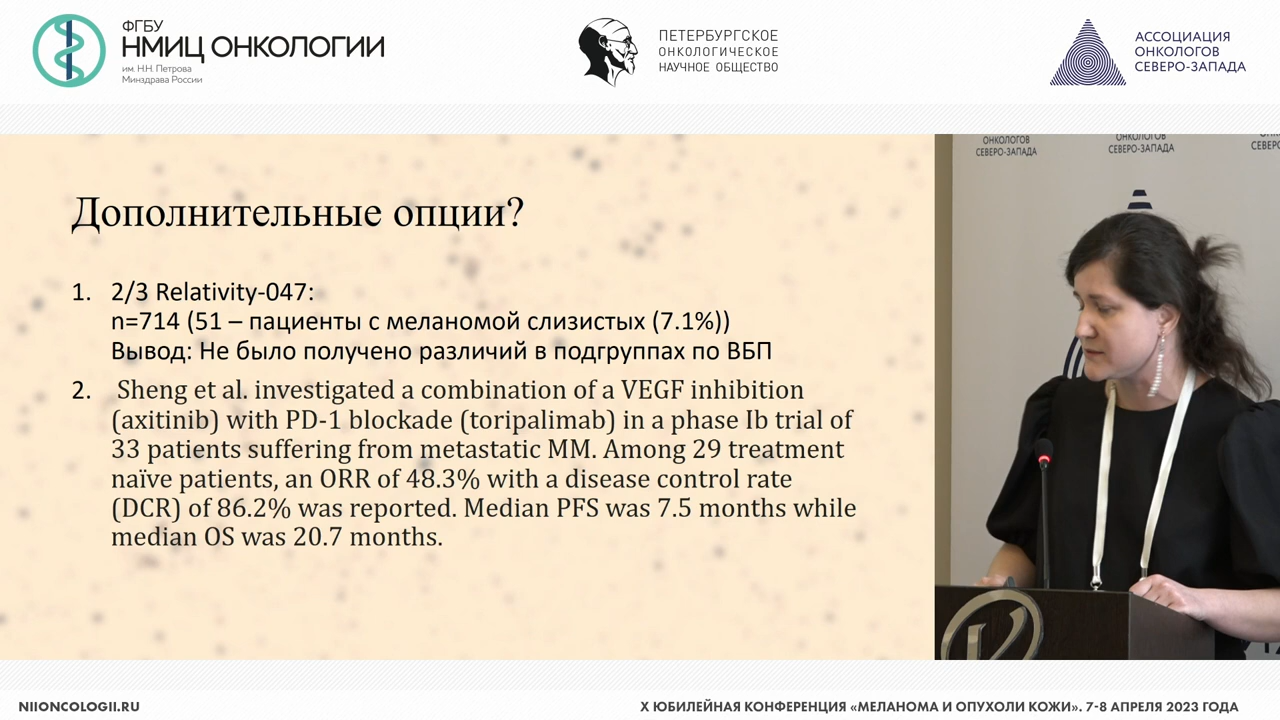 ФГБУ
НМИЦ ОНКОЛОГИИ
им. Н.Н. Петрова
Минздрава России
ПЕТЕРБУРГСКОЕ
ОНКОЛОГИЧЕСКОЕ
НАУЧНОЕ ОБЩЕСТВО
АССОЦИАЦИЯ
ОНКОЛОГОВ
СЕВЕРО-ЗАПАДА
Дополнительные опции?
1. 2/3 Relativity-047:
n=714 (51 – пациенты с меланомой слизистых (7.1%))
Вывод: Не было получено различий в подгруппах по ВБП
2. Sheng et al. investigated a combination of a VEGF inhibition
(axitinib) with PD-1 blockade (toripalimab) in a phase Ib trial of
33 patients suffering from metastatic MM. Among 29 treatment
naïve patients, an ORR of 48.3% with a disease control rate
(DCR) of 86.2% was reported. Median PFS was 7.5 months while
median OS was 20.7 months.
ОНКОЛОГОВ
СЕВЕРО-ЗАПАДА
ОНКОЛОГОВ
СЕВЕРО-ЗАПАДА
NIIONCOLOGII.RU
X ЮБИЛЕЙНАЯ КОНФЕРЕНЦИЯ «МЕЛАНОМА И ОПУХОЛИ КОЖИ». 7-8 АПРЕЛЯ 2023 ГОДА